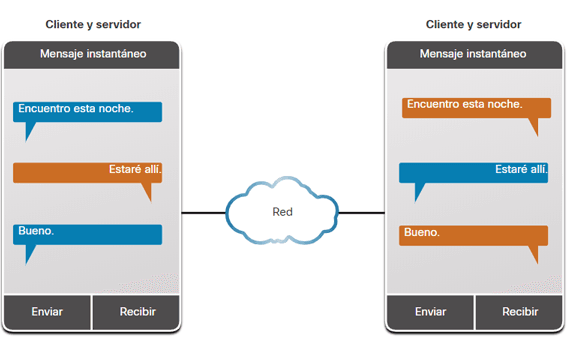 Cliente y servidor
Mensaje instantáneo
Encuentro esta noche.
Estaré allí.
Bueno.
Enviar
Recibir
Red
Cliente y servidor
Mensaje instantáneo
Encuentro esta noche.
Estaré allí.
Bueno.
Enviar
Recibir